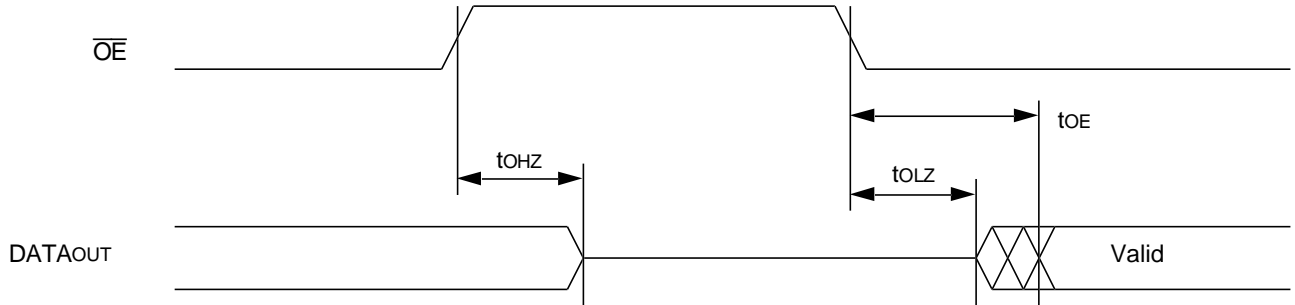 OE
tOE
tOHZ
tOLZ
DATAOUT
Valid